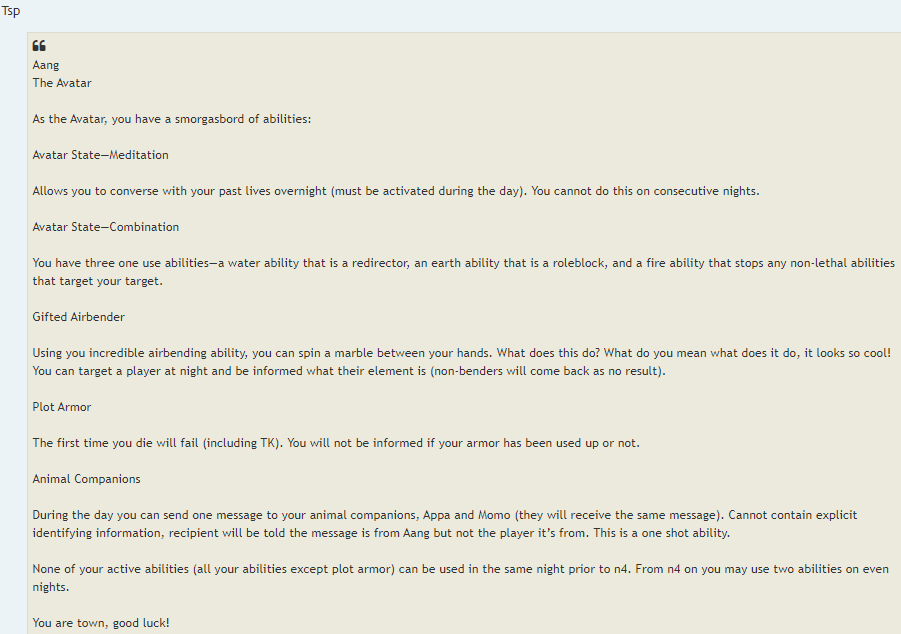 Tsp
Aang
The Avatar
As the Avatar, you have a smorgasbord of abilities:
Avatar State—Meditation
Allows you to converse with your past lives overnight (must be activated during the day). You cannot do this on consecutive nights.
Avatar State—Combination
You have three one use abilities—a water ability that is a redirector, an earth ability that is a roleblock, and a fire ability that stops any non-lethal abilities
that target your target.
Gifted Airbender
Using you incredible airbending ability, you can spin a marble between your hands. What does this do? What do you mean what does it do, it looks so cool!
You can target a player at night and be informed what their element is (non-benders will come back as no result).
Plot Armor
The first time you die will fail (including TK). You will not be informed if your armor has been used up or not.
Animal Companions
During the day you can send one message to your animal companions, Appa and Momo (they will receive the same message). Cannot contain explicit
identifying information, recipient will be told the message is from Aang but not the player it’s from. This is a one shot ability.
None of your active abilities (all your abilities except plot armor) can be used in the same night prior to n4. From n4 on you may use two abilities on even
nights.
You are town, good luck!